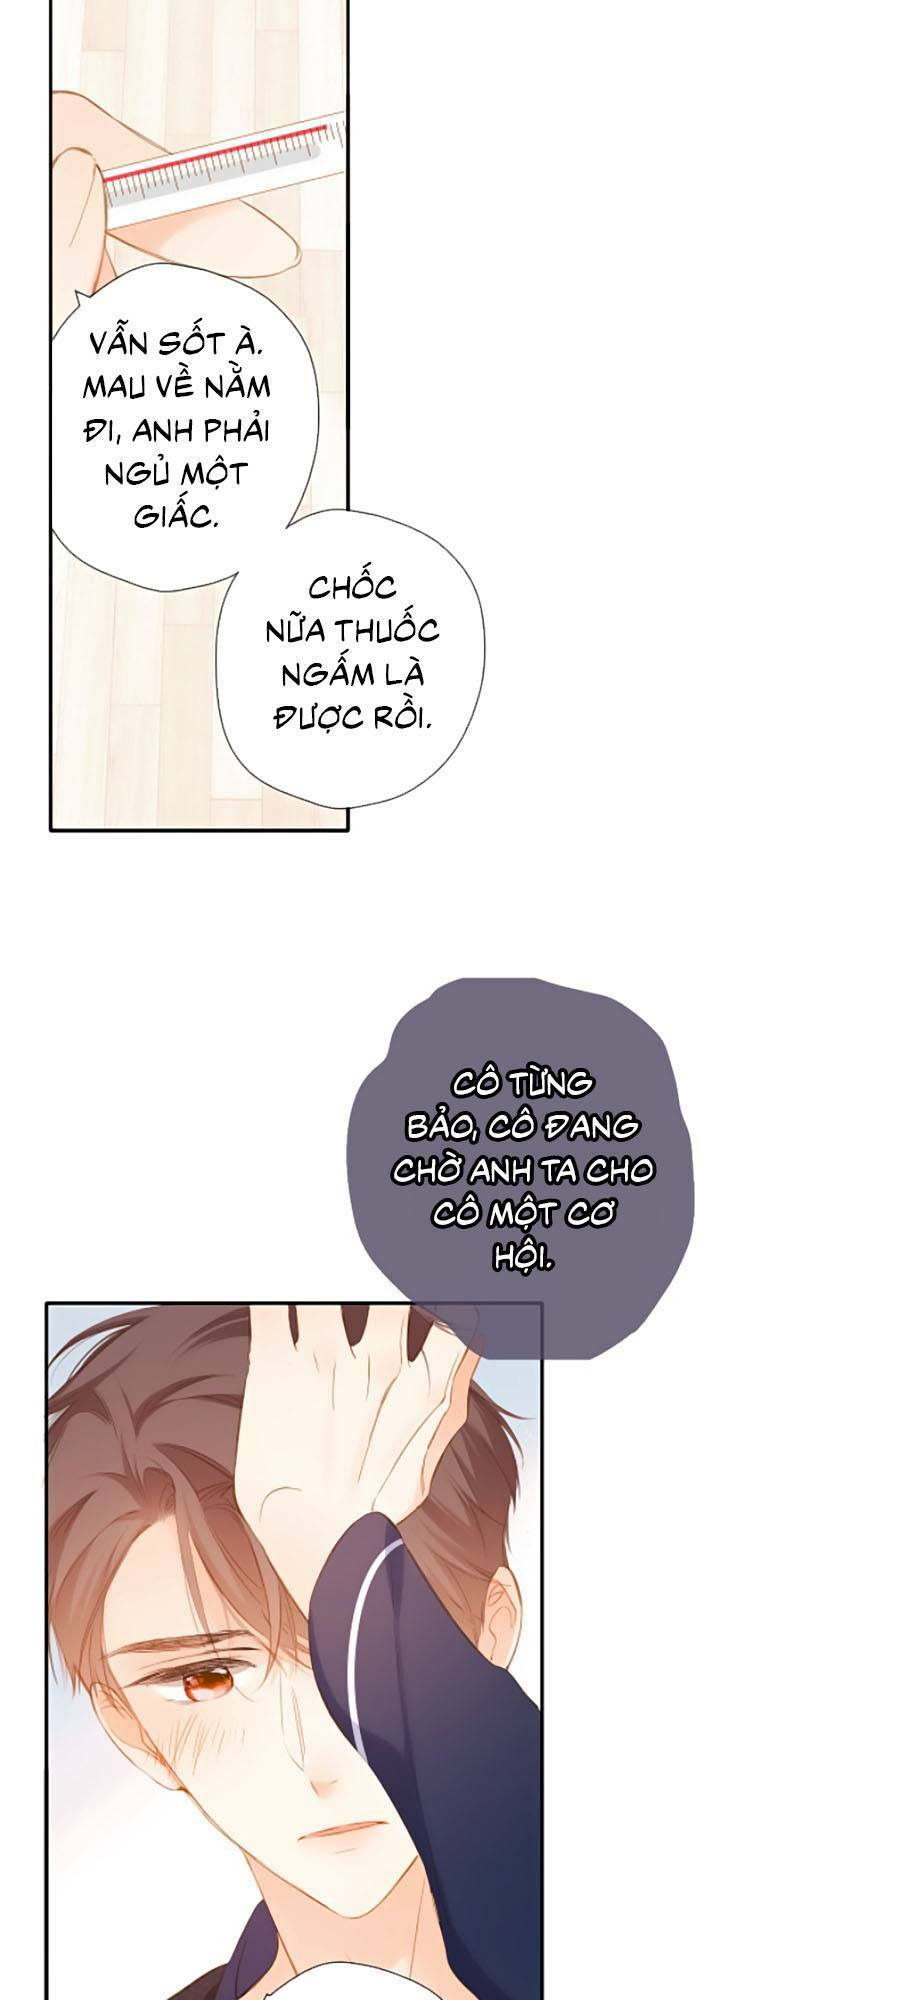 VẪN SỐT À.
MAU VỀ NẰM
ĐI, ANH PHẢI
NGỦ MỘT
GIẤC.
CHỐC
NỮA THUỐC
NGẤM LÀ
ĐƯỢC RỒI.
CÔ TỪNG
BẢO, CÔ ĐANG
CHỜ ANH TA CHO
CÔ MỘT CƠ
HỘI.